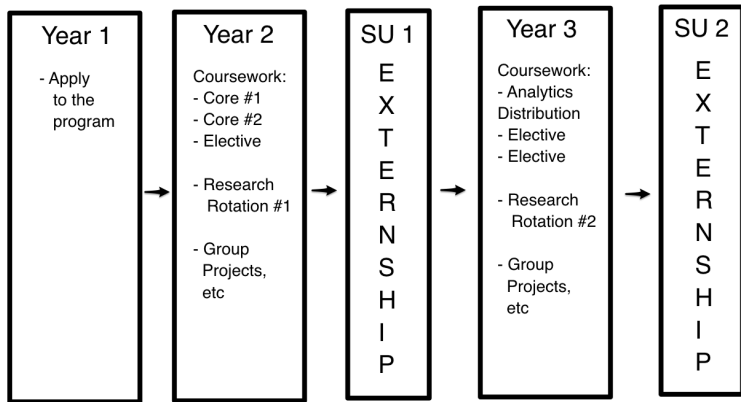 Year 1
- Apply
to the
program
Year 2
Coursework:
- Core #1
- Core #2
- Elective
- Research
Rotation #1
- Group
Projects,
etc
SU 1
E
X
T
E
R
N
S
H
I
P
Year 3
Coursework:
- Analytics
Distribution
- Elective
- Elective
- Research
Rotation #2
- Group
Projects,
etc
SU 2
E
X
T
E
R
N
S
H
I
P